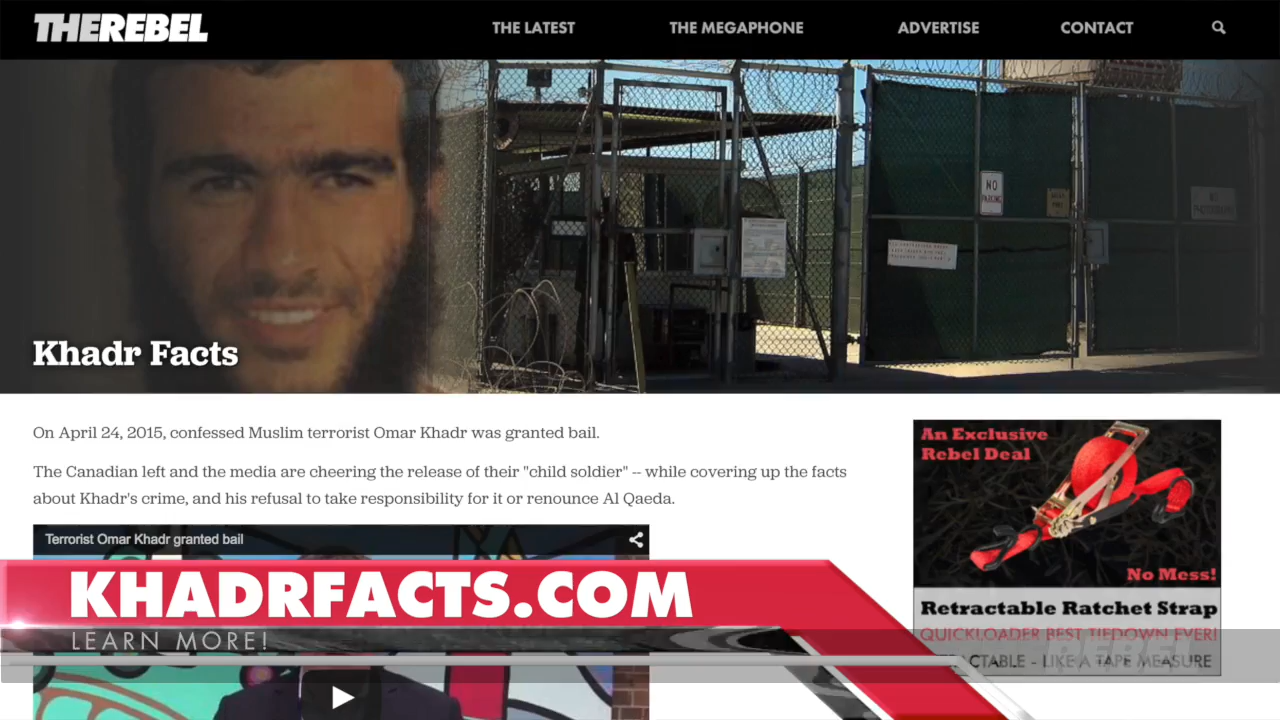 THEREBEL
THE LATEST
THE MEGAPHONE
ADVERTISE
CONTACT
NO
PARKING
Khadr Facts
On April 24, 2015, confessed Muslim terrorist Omar Khadr was granted bail.
The Canadian left and the media are cheering the release of their "child soldier" -- while covering up the facts
about Khadr's crime, and his refusal to take responsibility for it or renounce Al Qaeda.
Terrorist Omar Khadr granted bail
KHADRFACTS.COM
LEARN MORE!
An Exclusive
Rebel Deal
No Mess!
Retractable Ratchet Strap
QUICKLOADER BEST TIEDOWN EVER!
- LIKE A TAPE MEASURE
REBEL